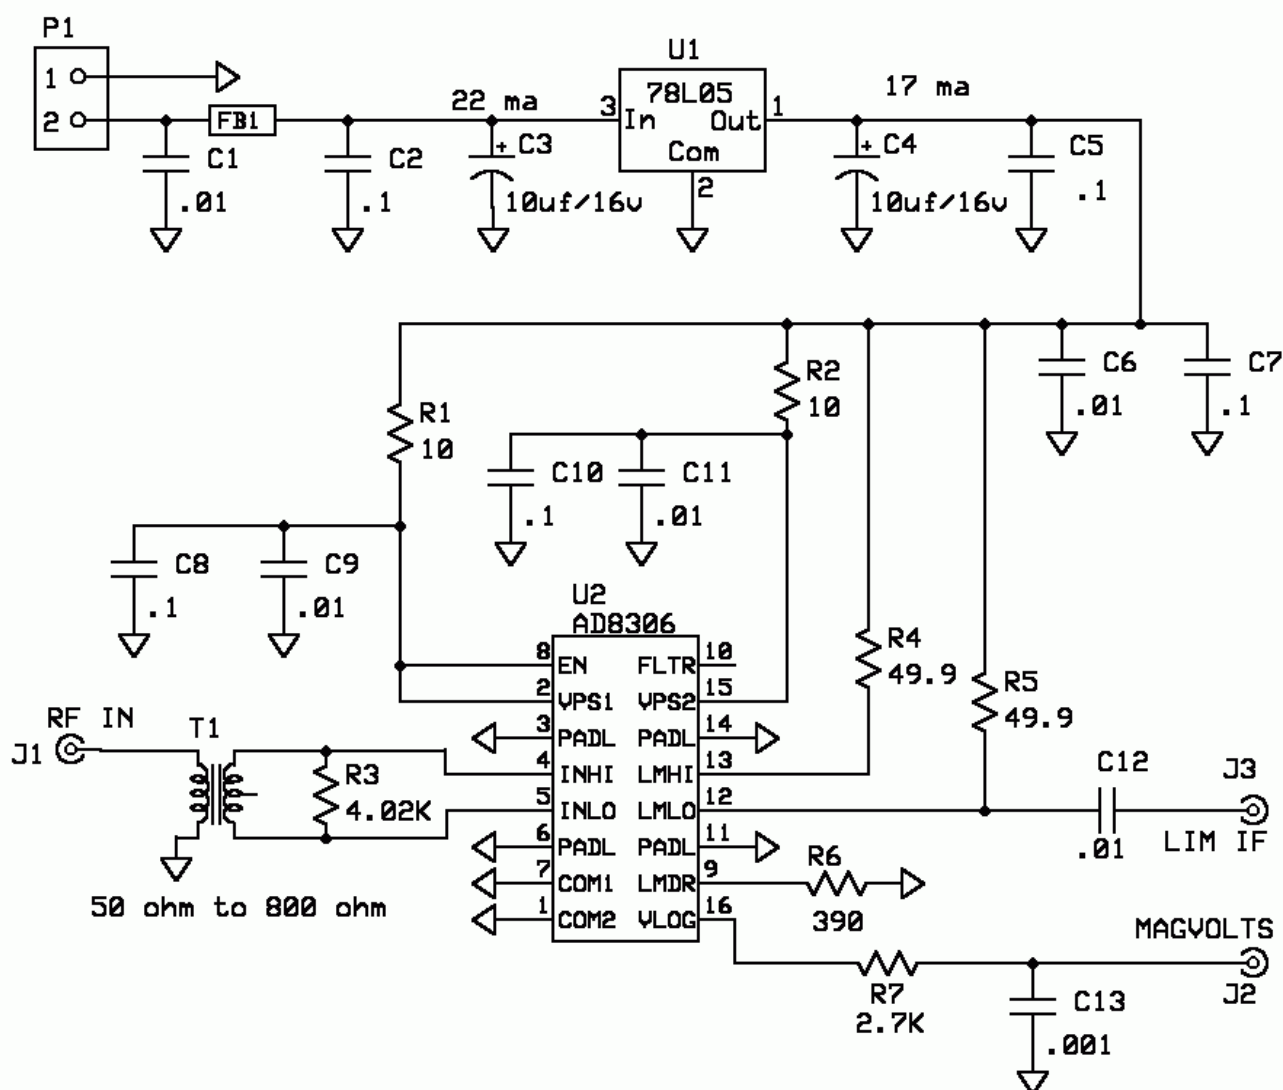 P1
1
2
FB1
C1
.01
C2
.1
22 ma
C3
+
10uf/16v
U1
78L05
3
In
Out
1
Com
2
17 ma
+
C4
10uf/16v
C5
.1
R1
10
R2
10
C6
.01
C7
.1
C10
.1
C11
.01
C8
.1
C9
.01
U2
AD8306
8 EN FLTR 10
2 VPS1 VPS2 15
3 PADL PADL 14
4 INHI LMHI 13
5 INLO LMLO 12
6 PADL PADL 11
7 COM1 LMDR 9
1 COM2 VLOG 16
R4
49.9
R5
49.9
RF IN
J1
T1
R3
4.02K
50 ohm to 800 ohm
C12
.01
J3
LIM IF
R6
390
MAGVOLTS
J2
R7
2.7K
C13
.001